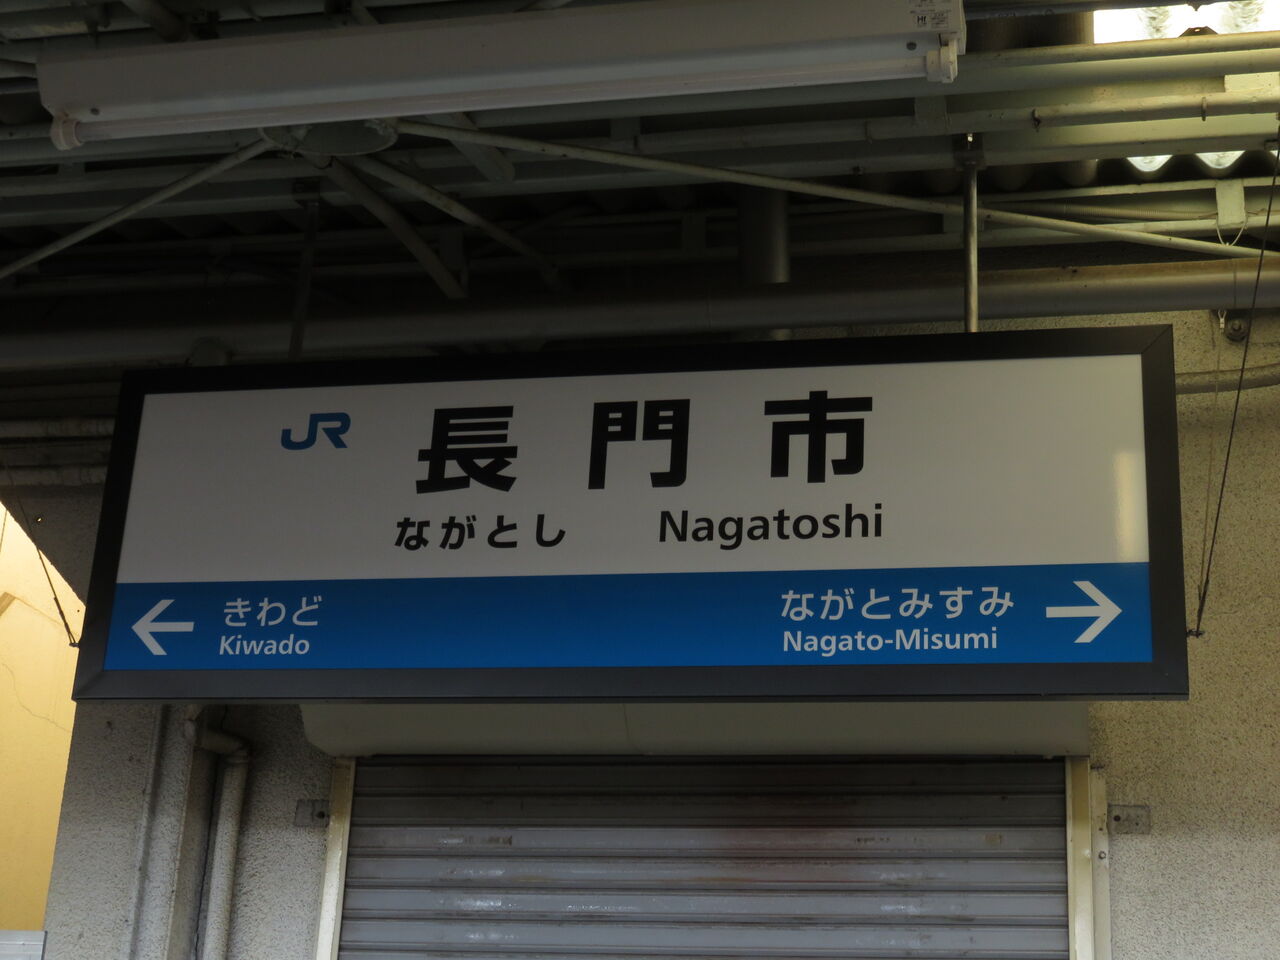 JR 長門市
ながとし Nagatoshi
← きわど
Kiwado
ながとみすみ →
Nagato-Misumi